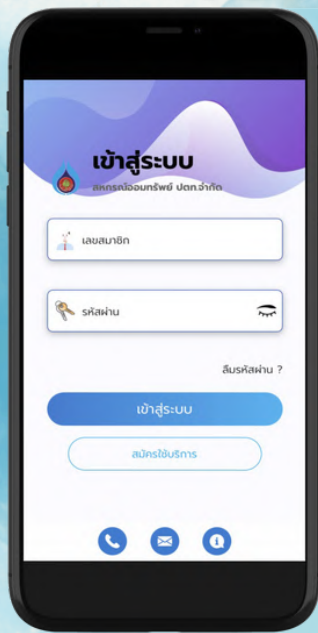 เข้าสู่ระบบ
สหกรณ์ออมทรัพย์ ปตท.จำกัด
เลขสมาชิก
รหัสผ่าน
ลืมรหัสผ่าน ?
เข้าสู่ระบบ
สมัครใช้บริการ